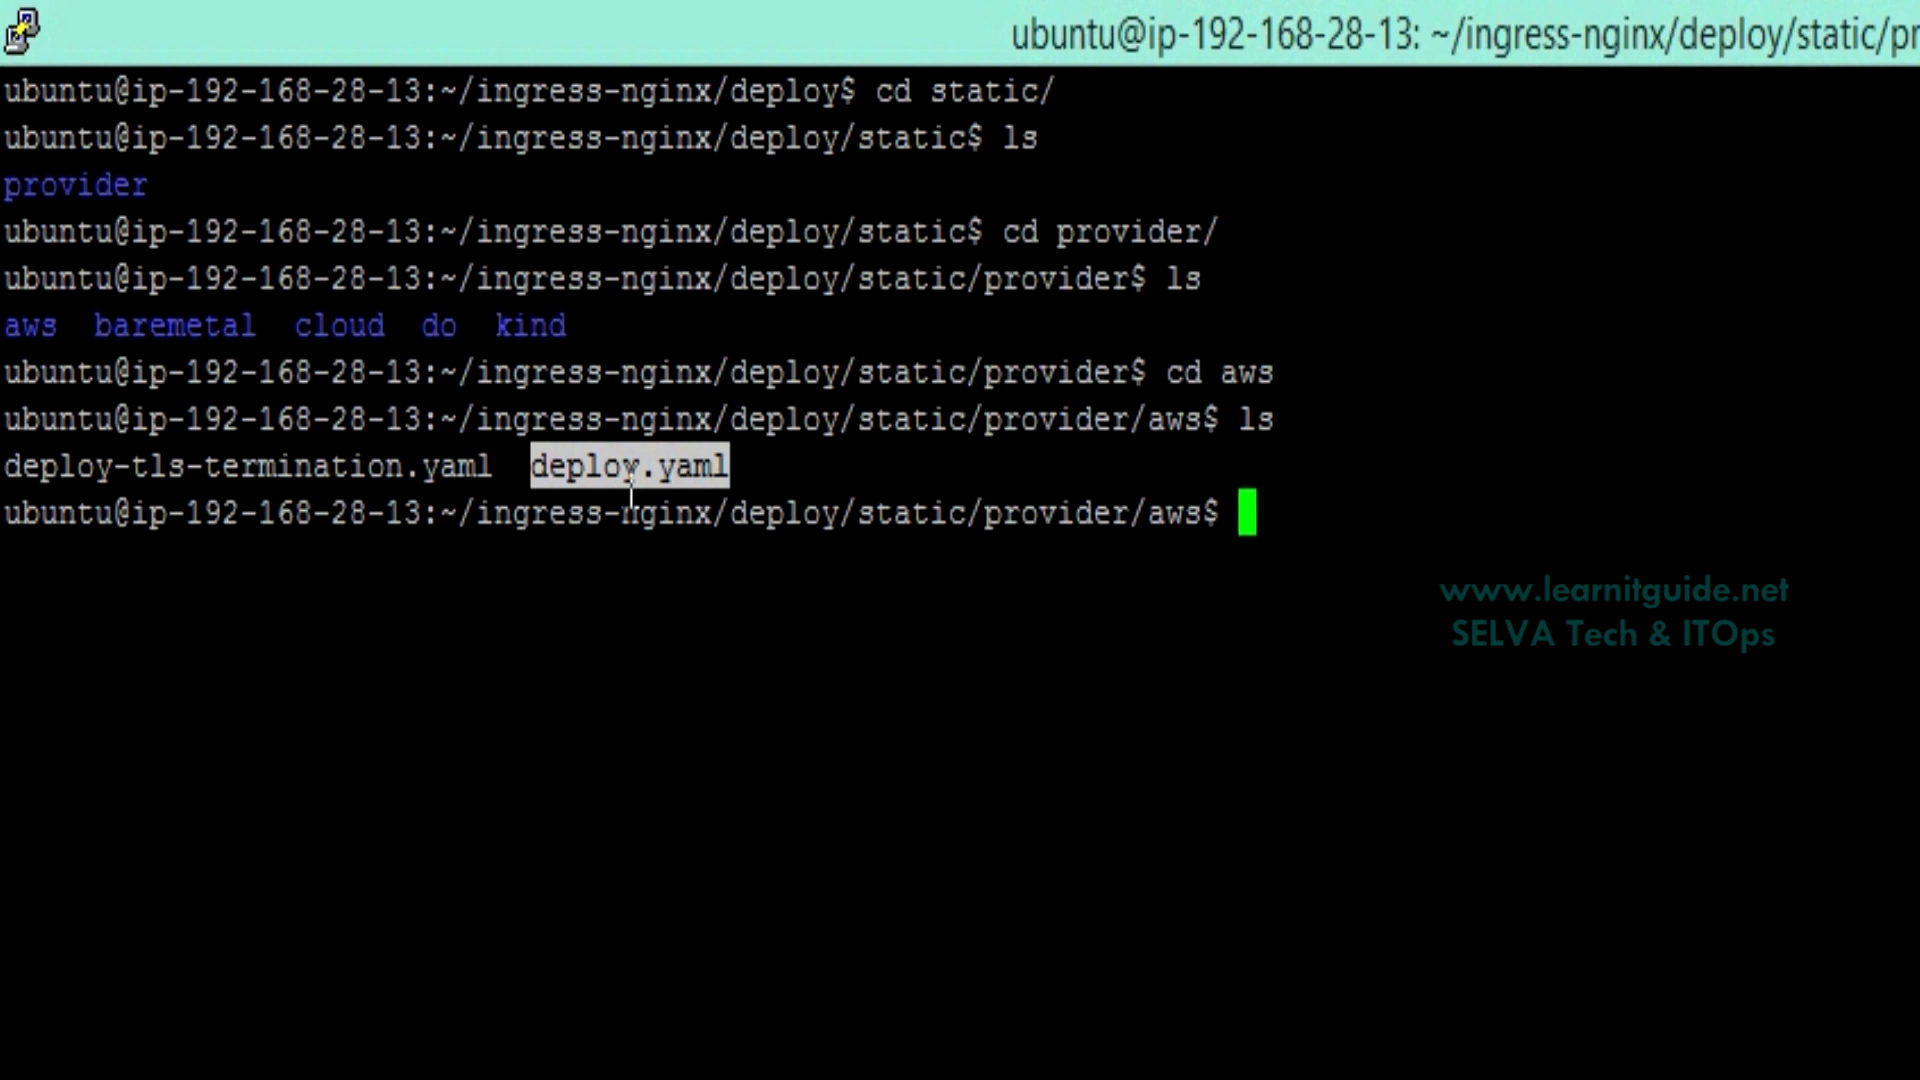 ubuntu@ip-192-168-28-13: ~/ingress-nginx/deploy/static/pr
ubuntu@ip-192-168-28-13:~/ingress-nginx/deploy$ cd static/
ubuntu@ip-192-168-28-13:~/ingress-nginx/deploy/static$ ls
provider
ubuntu@ip-192-168-28-13:~/ingress-nginx/deploy/static$ cd provider/
ubuntu@ip-192-168-28-13:~/ingress-nginx/deploy/static/provider$ ls
aws  baremetal  cloud  do  kind
ubuntu@ip-192-168-28-13:~/ingress-nginx/deploy/static/provider$ cd aws
ubuntu@ip-192-168-28-13:~/ingress-nginx/deploy/static/provider/aws$ ls
deploy-tls-termination.yaml  deploy.yaml
ubuntu@ip-192-168-28-13:~/ingress-nginx/deploy/static/provider/aws$
www.learnitguide.net
SELVA Tech & ITOps